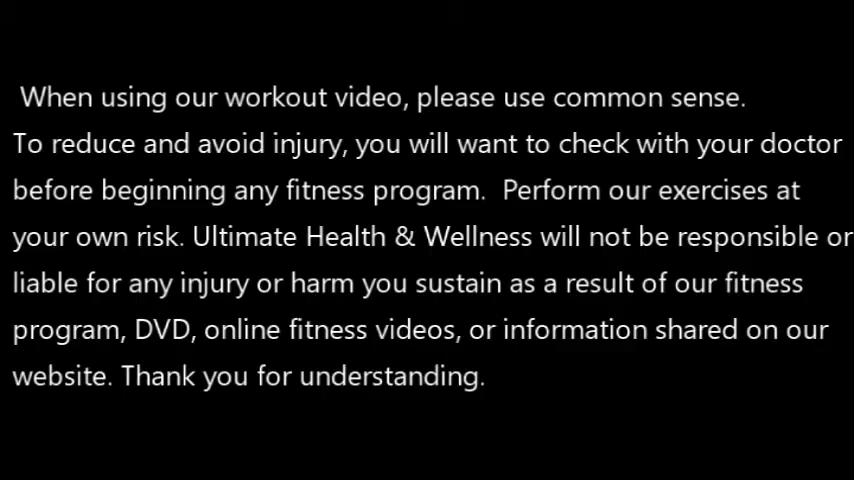 When using our workout video, please use common sense.
To reduce and avoid injury, you will want to check with your doctor
before beginning any fitness program.  Perform our exercises at
your own risk. Ultimate Health & Wellness will not be responsible or
liable for any injury or harm you sustain as a result of our fitness
program, DVD, online fitness videos, or information shared on our
website. Thank you for understanding.